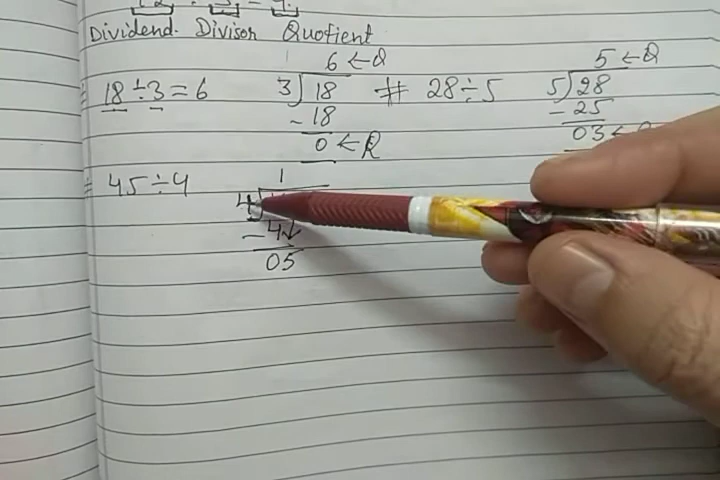 Dividend. Divisor Quotient
6 ← Q
5 ← Q
18 ÷ 3 = 6
3) 18
# 28 ÷ 5
5) 28
- 18
- 25
0 ← R
03 ←
1
45 ÷ 4
4)
- 4 ↓
05